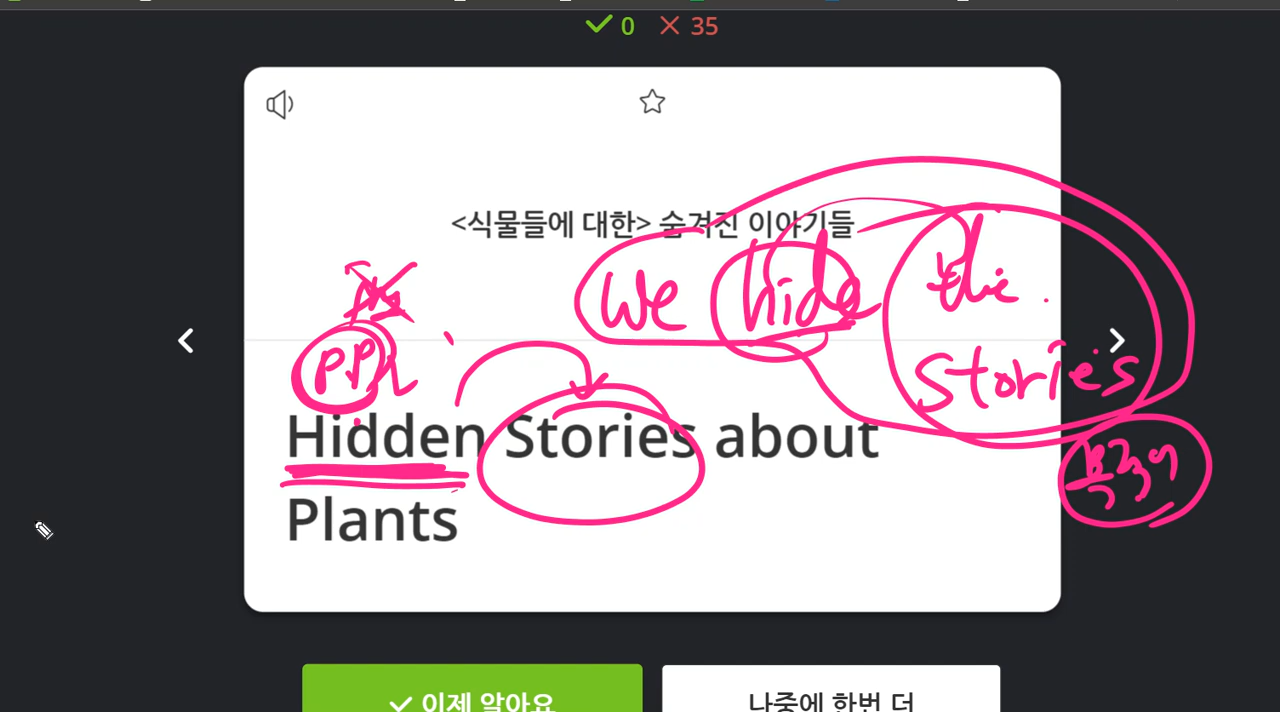 0 35
<식물들에 대한> 숨겨진 이야기들
We hide the
stories
P.P
Hidden Stories about
Plants
목적어
이제 알아요
나중에 한번 더